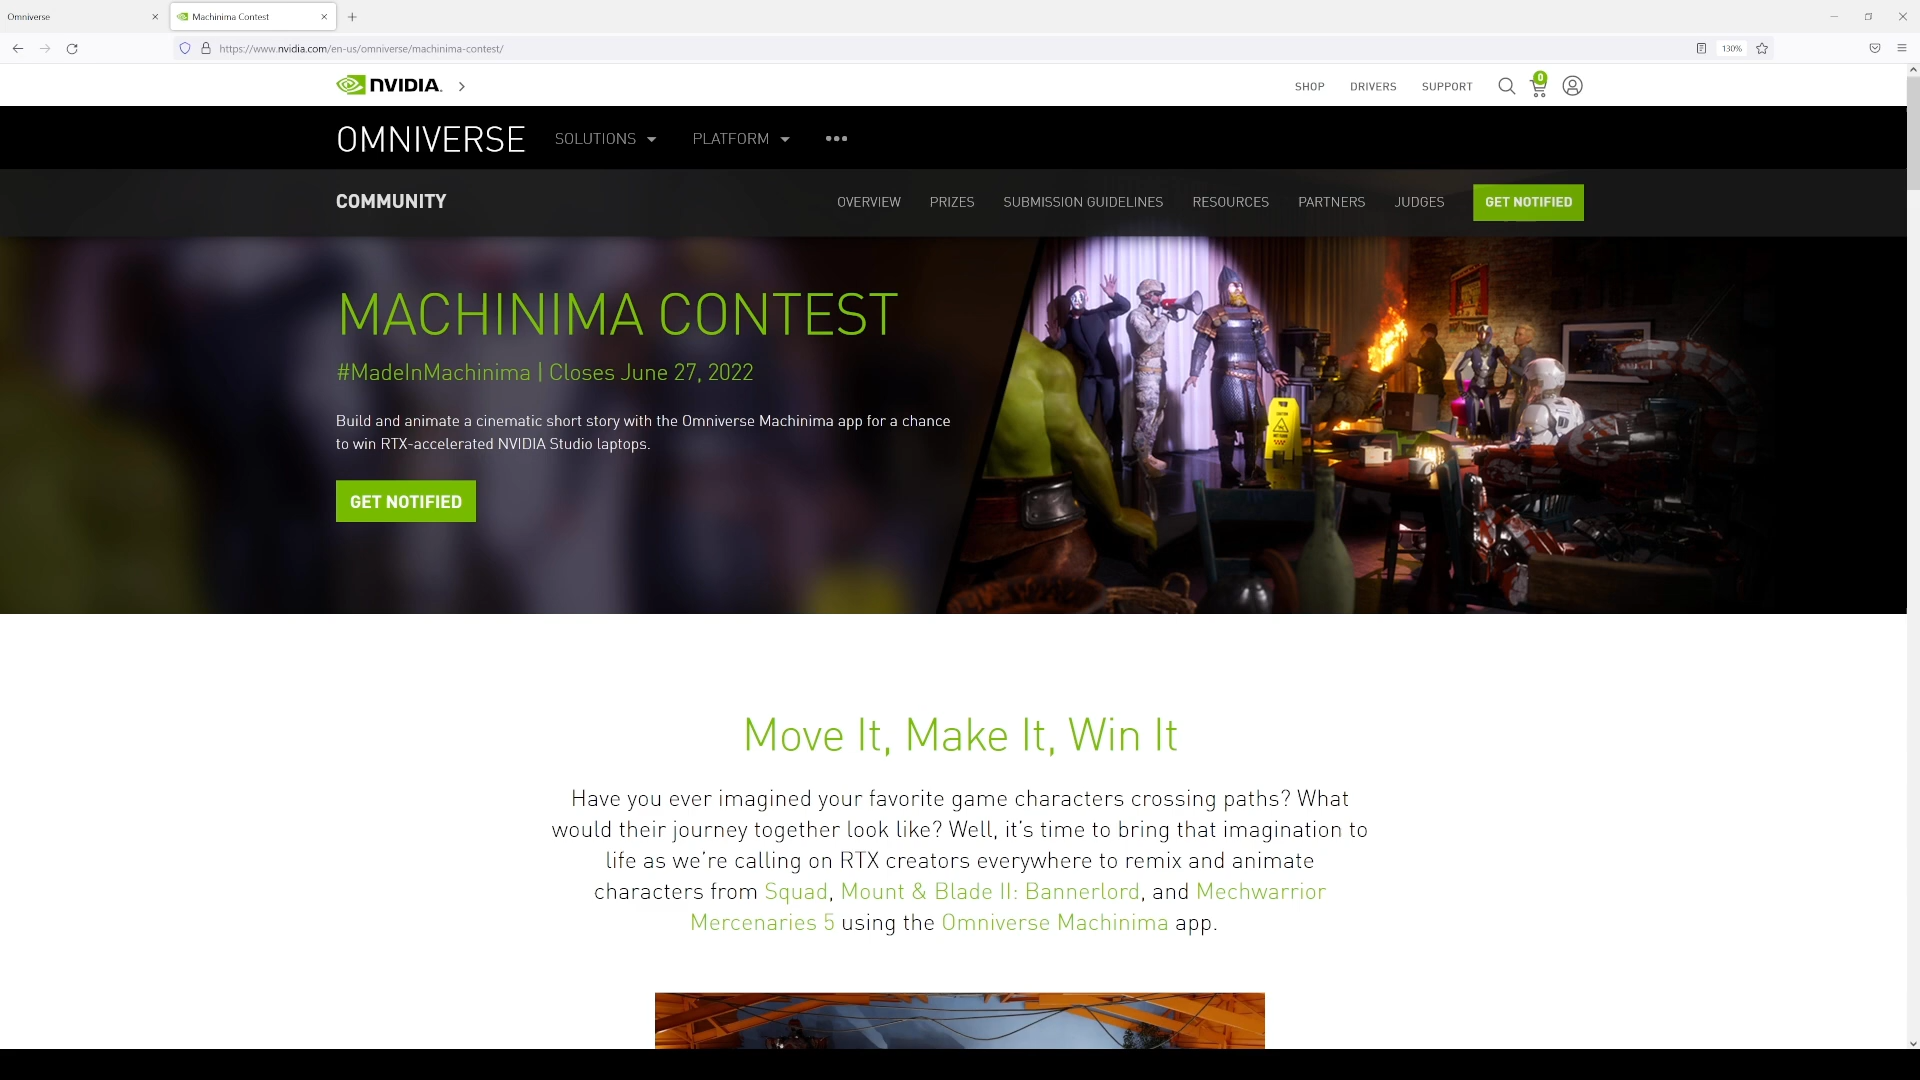 Omniverse
Machinima Contest
https://www.nvidia.com/en-us/omniverse/machinima-contest/
130%
NVIDIA.
SHOP DRIVERS SUPPORT 0
OMNIVERSE SOLUTIONS PLATFORM
COMMUNITY OVERVIEW PRIZES SUBMISSION GUIDELINES RESOURCES PARTNERS JUDGES GET NOTIFIED
MACHINIMA CONTEST
#MadeInMachinima | Closes June 27, 2022
Build and animate a cinematic short story with the Omniverse Machinima app for a chance
to win RTX-accelerated NVIDIA Studio laptops.
GET NOTIFIED
Move It, Make It, Win It
Have you ever imagined your favorite game characters crossing paths? What
would their journey together look like? Well, it's time to bring that imagination to
life as we're calling on RTX creators everywhere to remix and animate
characters from Squad, Mount & Blade II: Bannerlord, and Mechwarrior
Mercenaries 5 using the Omniverse Machinima app.